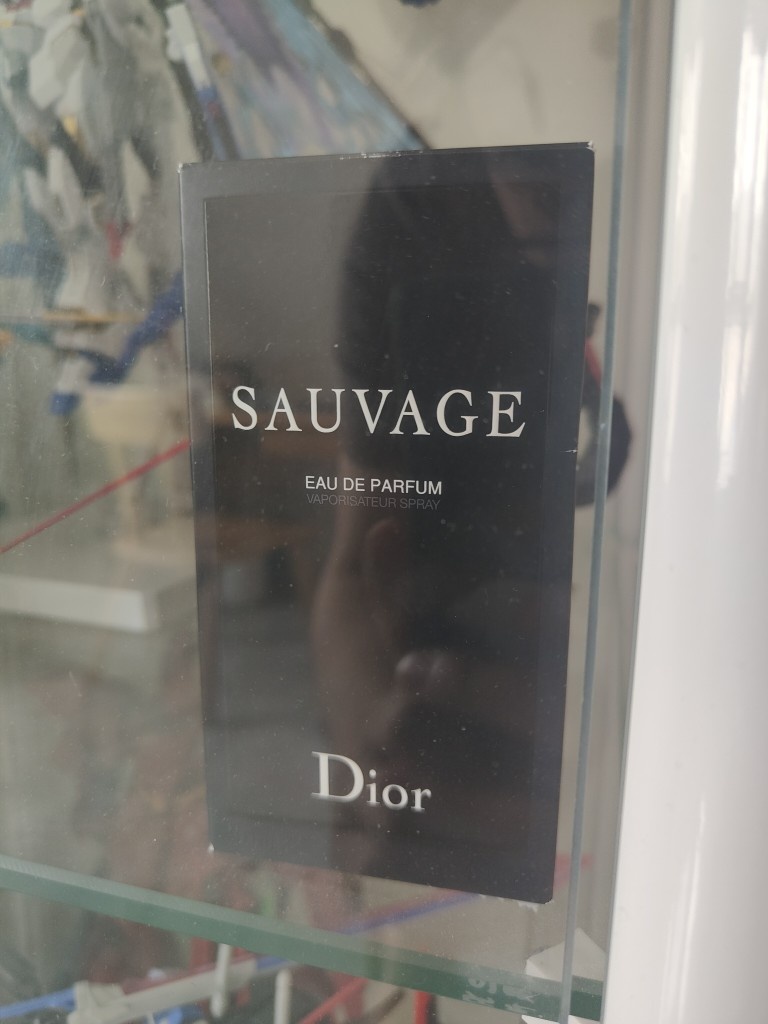 SAUVAGE
EAU DE PARFUM
VAPORISATEUR SPRAY
Dior